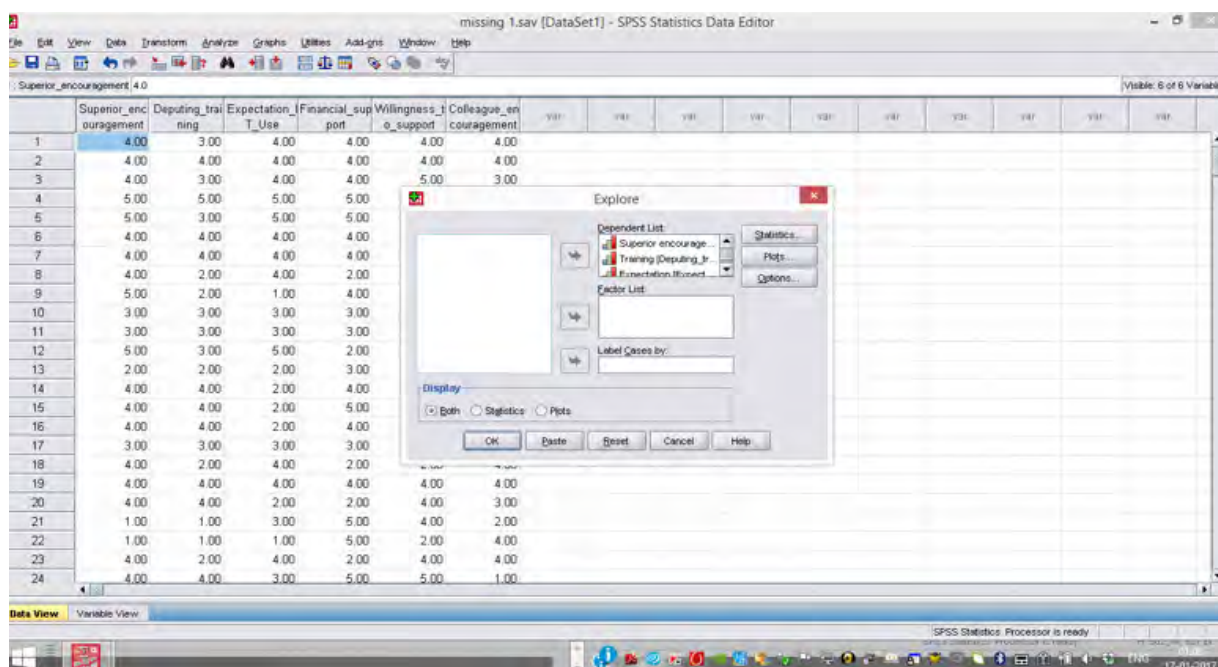 missing 1.sav [DataSet1] - SPSS Statistics Data Editor
File Edit View Data Transform Analyze Graphs Utilities Add-ons Window Help
Superior_encouragement 4.0 Visible: 6 of 6 Variabl
Superior_enc Deputing_trai Expectation_I Financial_sup Willingness_t Colleague_en
ouragement ning T_Use port o_support couragement var var var var var var var var var
1 4.00 3.00 4.00 4.00 4.00 4.00
2 4.00 4.00 4.00 4.00 4.00 4.00
3 4.00 3.00 4.00 4.00 5.00 3.00
4 5.00 5.00 5.00 5.00
5 5.00 3.00 5.00 5.00
6 4.00 4.00 4.00 4.00
7 4.00 4.00 4.00 4.00
8 4.00 2.00 4.00 2.00
9 5.00 2.00 1.00 4.00
10 3.00 3.00 3.00 3.00
11 3.00 3.00 3.00 3.00
12 5.00 3.00 5.00 2.00
13 2.00 2.00 2.00 3.00
14 4.00 4.00 2.00 4.00
15 4.00 4.00 2.00 5.00
16 4.00 4.00 2.00 4.00
17 3.00 3.00 3.00 3.00
18 4.00 2.00 4.00 2.00
19 4.00 4.00 4.00 4.00 4.00 4.00
20 4.00 4.00 2.00 2.00 4.00 3.00
21 1.00 1.00 3.00 5.00 4.00 2.00
22 1.00 1.00 1.00 5.00 2.00 4.00
23 4.00 2.00 4.00 2.00 4.00 4.00
24 4.00 4.00 3.00 5.00 5.00 1.00
Explore
Dependent List:
Superior encourage...
Training [Deputing_tr...
Statistics...
Plots...
Options...
Factor List:
Label Cases by:
Display
Both Statistics Plots
OK Paste Reset Cancel Help
Data View Variable View
SPSS Statistics Processor is ready
ENG